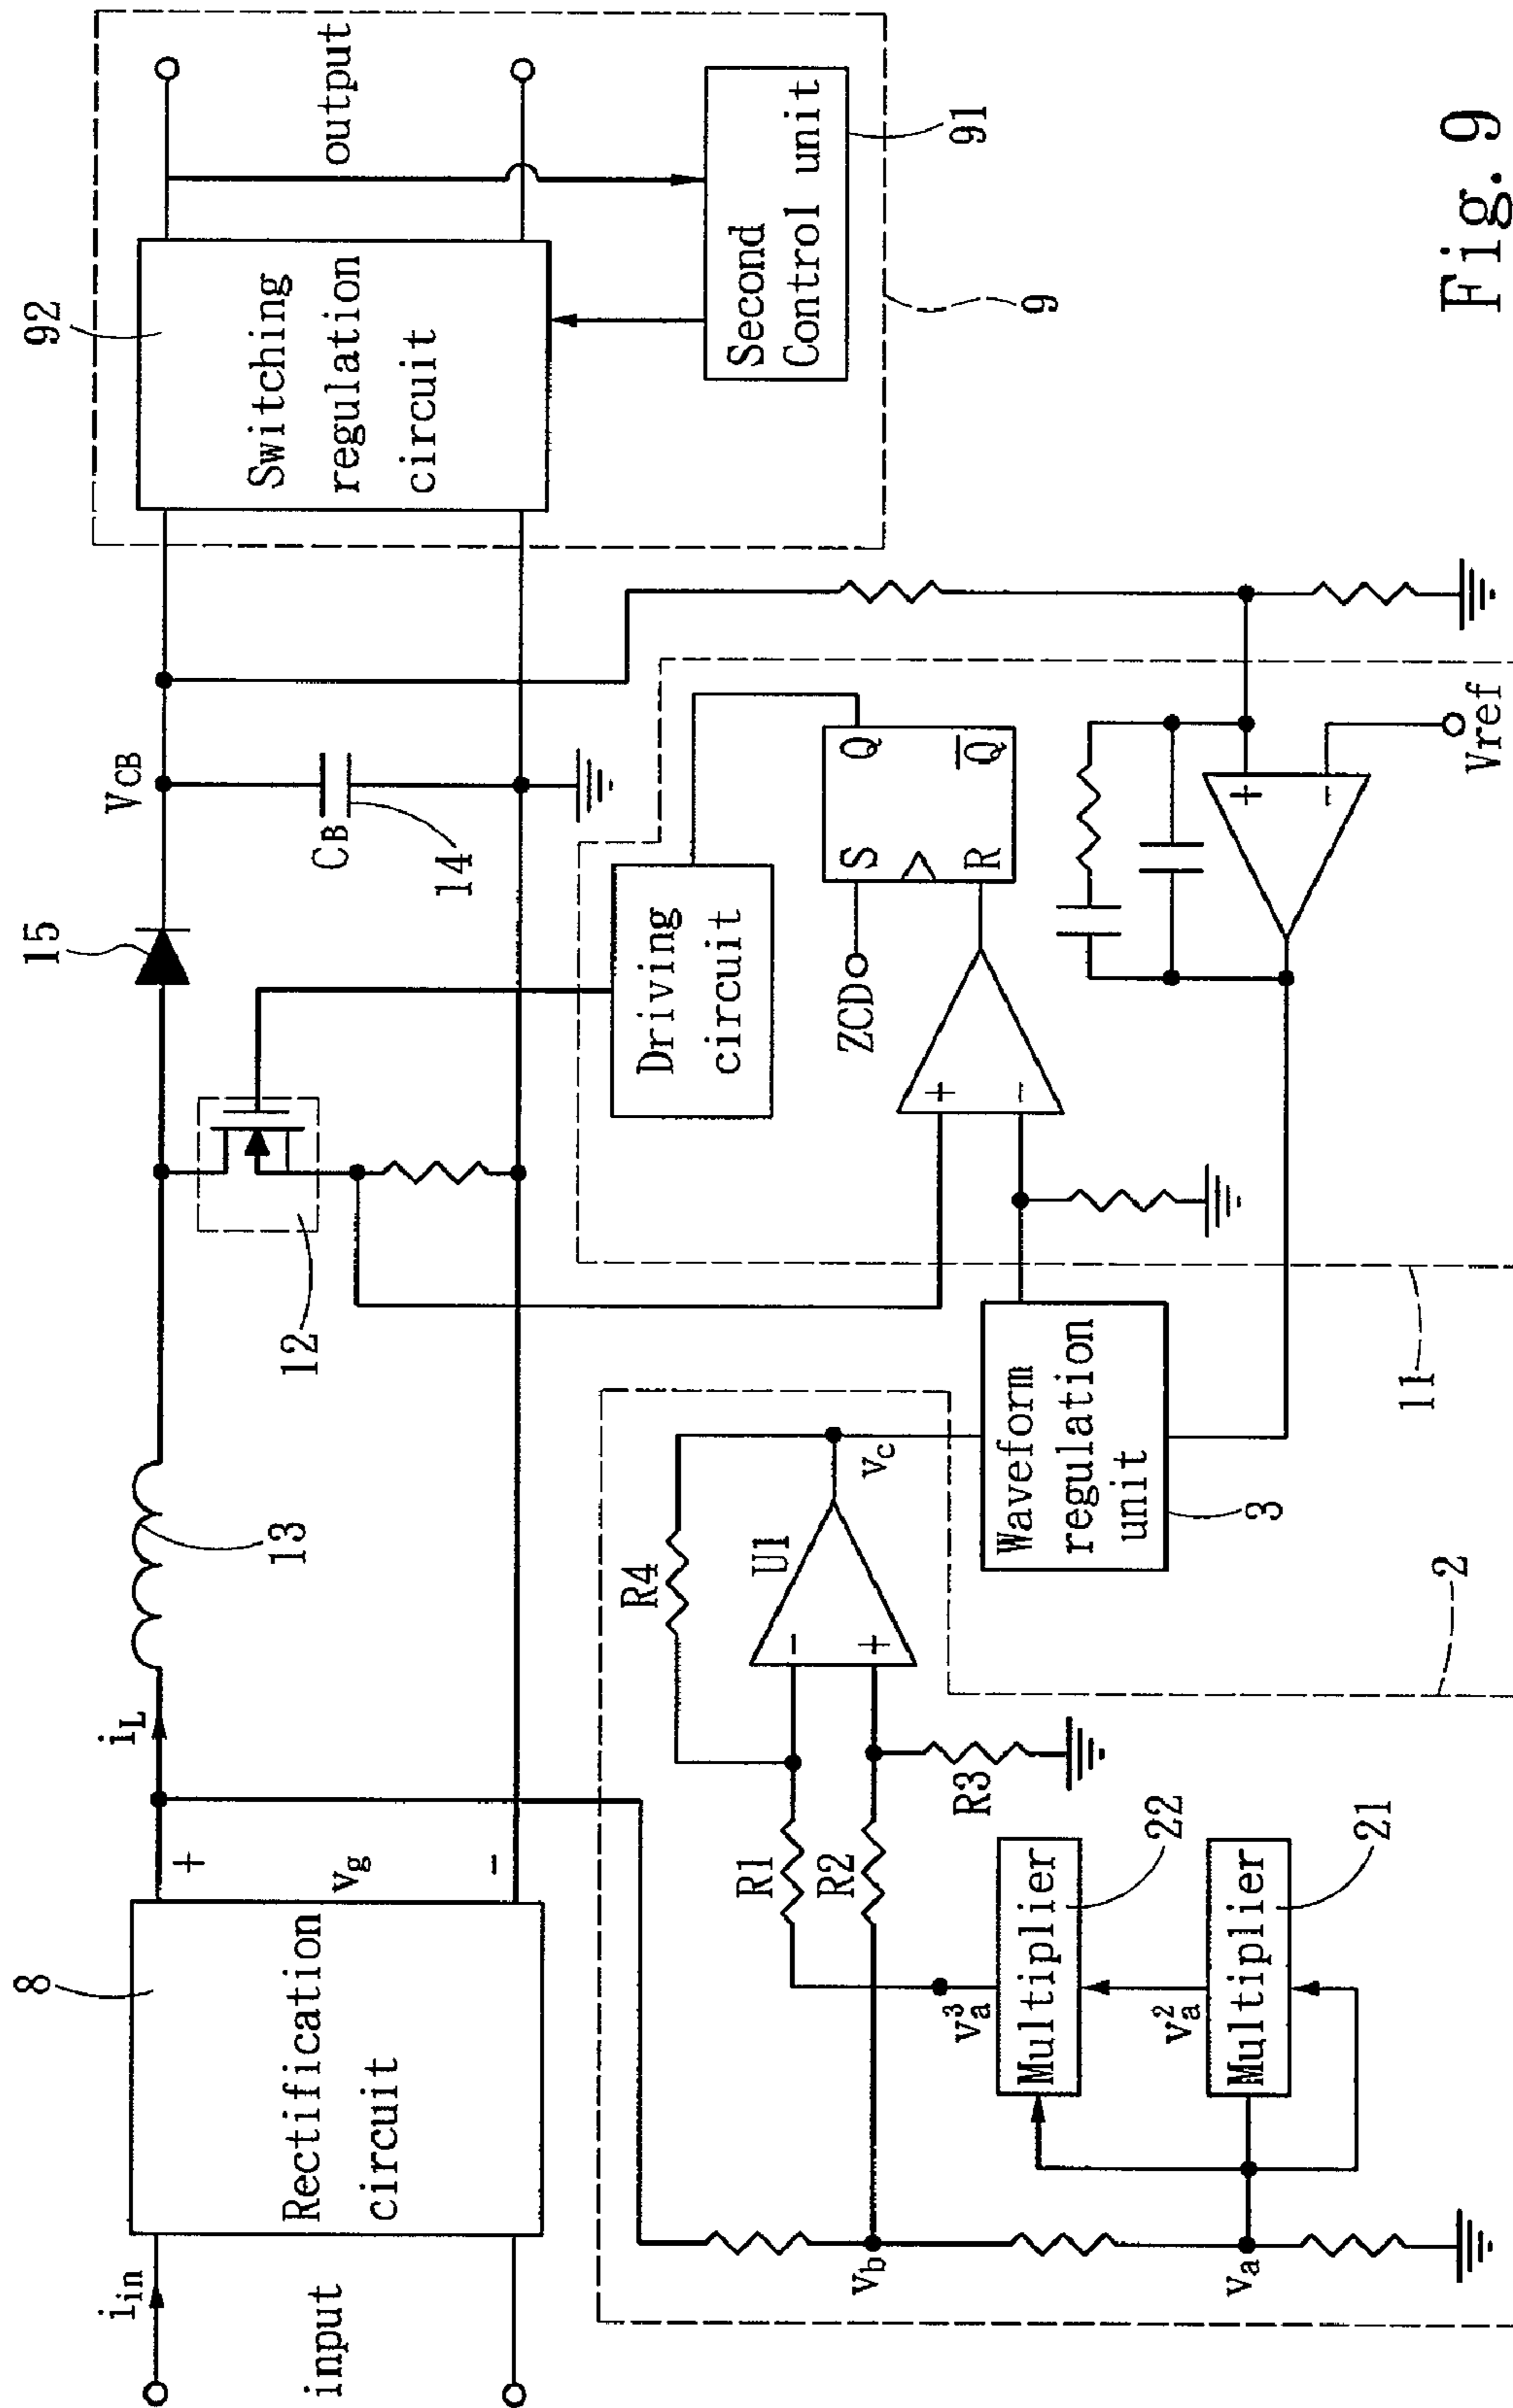 92
Switching
regulation
circuit
output
Second
Control unit
91
9
15
VCB
CB
14
12
Driving
circuit
S
Q
R
Q̅
ZCD
+
−
+
−
Vref
11
13
iL
8
Rectification
circuit
iin
input
+
vg
−
R4
U1
−
+
vc
Waveform
regulation
unit
3
2
R1
R2
R3
va³
Multiplier
22
va²
Multiplier
21
vb
va
Fig. 9